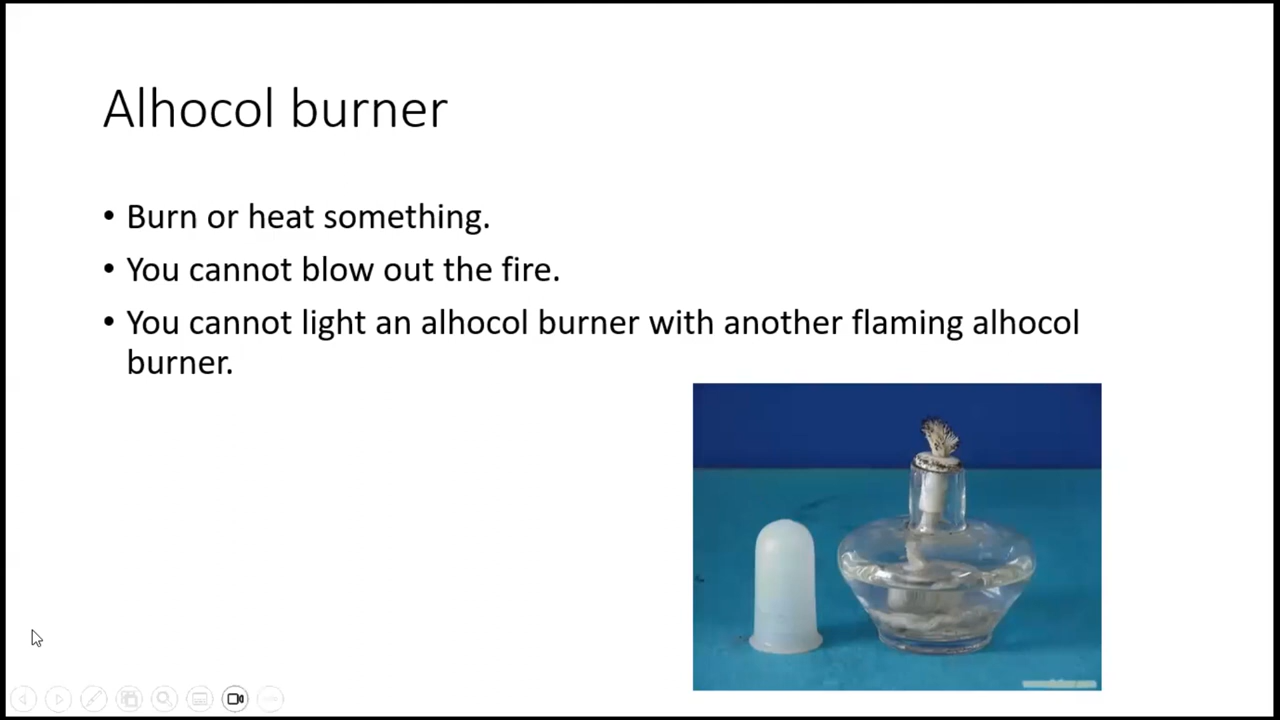 Alhocol burner
• Burn or heat something.
• You cannot blow out the fire.
• You cannot light an alhocol burner with another flaming alhocol
burner.